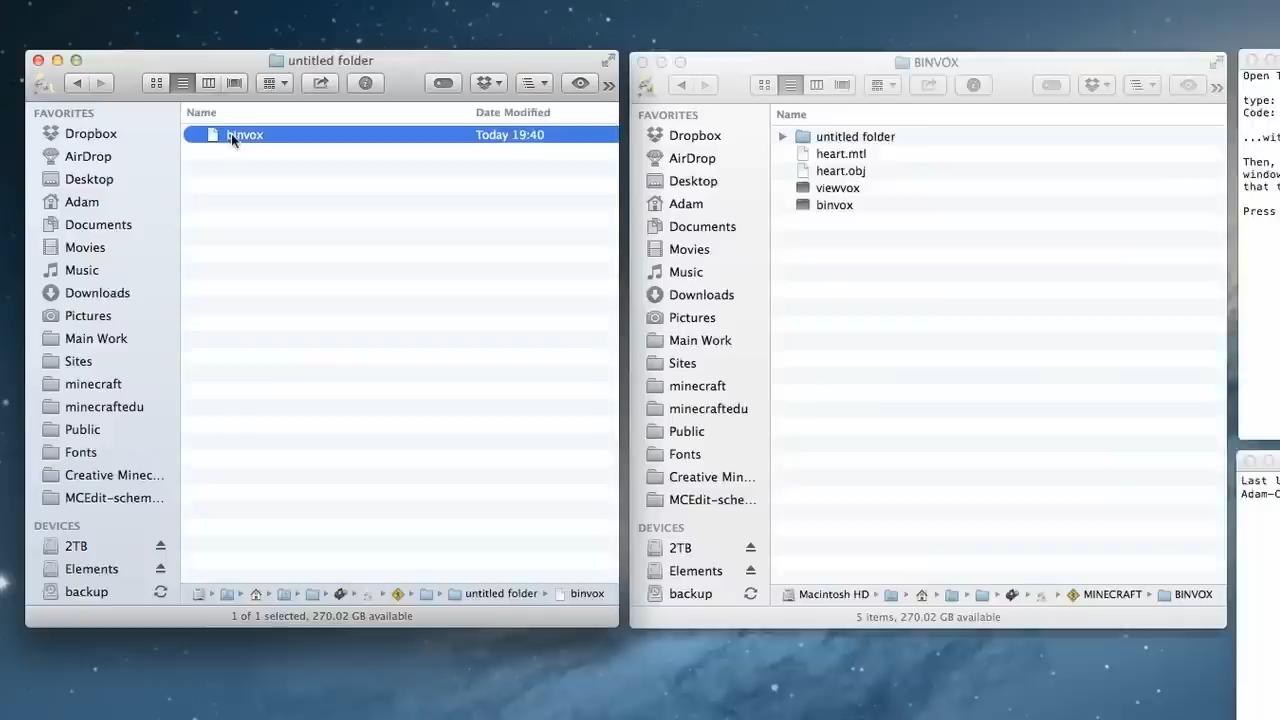 untitled folder
FAVORITES
Dropbox
AirDrop
Desktop
Adam
Documents
Movies
Music
Downloads
Pictures
Main Work
Sites
minecraft
minecraftedu
Public
Fonts
Creative Minec...
MCEdit-schem...
DEVICES
2TB
Elements
backup
Name Date Modified
binvox Today 19:40
untitled folder binvox
1 of 1 selected, 270.02 GB available
BINVOX
FAVORITES
Dropbox
AirDrop
Desktop
Adam
Documents
Movies
Music
Downloads
Pictures
Main Work
Sites
minecraft
minecraftedu
Public
Fonts
Creative Min...
MCEdit-sche...
DEVICES
2TB
Elements
backup
Name
untitled folder
heart.mtl
heart.obj
viewvox
binvox
Macintosh HD MINECRAFT BINVOX
5 items, 270.02 GB available
Open
type:
Code:
...wi
Then,
windo
that
Press
Last
Adam-